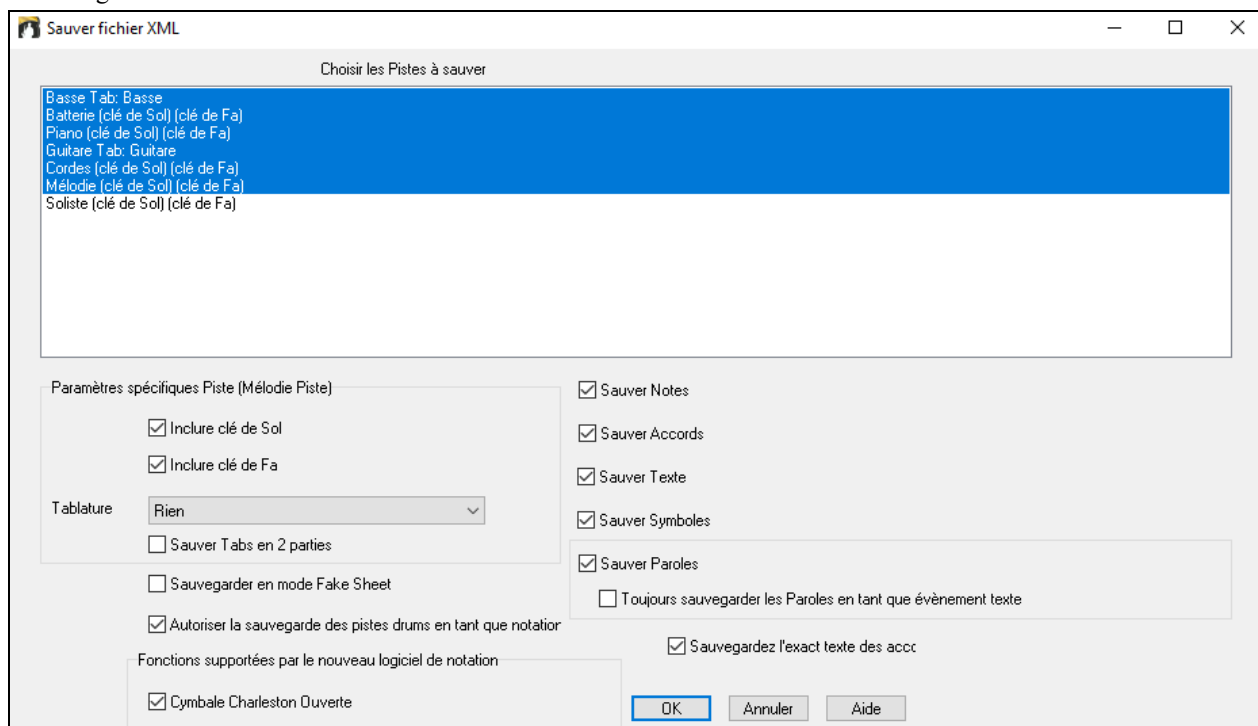 Sauver fichier XML
Choisir les Pistes à sauver
Basse Tab: Basse
Batterie (clé de Sol) (clé de Fa)
Piano (clé de Sol) (clé de Fa)
Guitare Tab: Guitare
Cordes (clé de Sol) (clé de Fa)
Mélodie (clé de Sol) (clé de Fa)
Soliste (clé de Sol) (clé de Fa)
Paramètres spécifiques Piste (Mélodie Piste)
Inclure clé de Sol
Inclure clé de Fa
Tablature Rien
Sauver Tabs en 2 parties
Sauvegarder en mode Fake Sheet
Autoriser la sauvegarde des pistes drums en tant que notation
Fonctions supportées par le nouveau logiciel de notation
Cymbale Charleston Ouverte
Sauver Notes
Sauver Accords
Sauver Texte
Sauver Symboles
Sauver Paroles
Toujours sauvegarder les Paroles en tant que évènement texte
Sauvegardez l'exact texte des acco
OK Annuler Aide